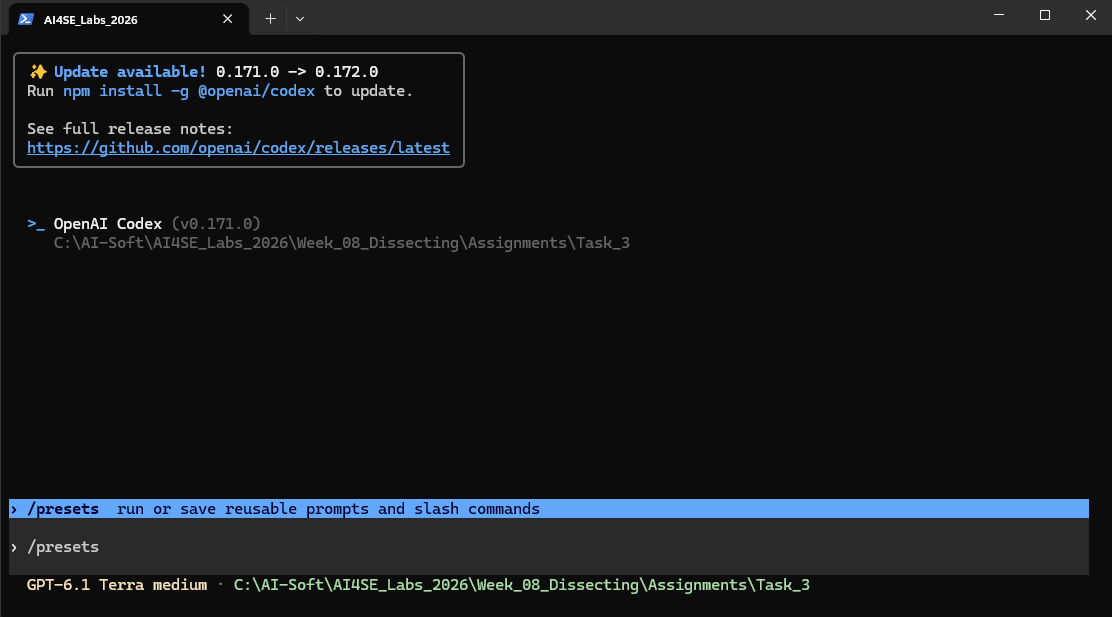 AI4SE_Labs_2026
✨ Update available! 0.171.0 -> 0.172.0
Run npm install -g @openai/codex to update.
See full release notes:
https://github.com/openai/codex/releases/latest
>_ OpenAI Codex (v0.171.0)
C:\AI-Soft\AI4SE_Labs_2026\Week_08_Dissecting\Assignments\Task_3
› /presets  run or save reusable prompts and slash commands
› /presets
GPT-6.1 Terra medium · C:\AI-Soft\AI4SE_Labs_2026\Week_08_Dissecting\Assignments\Task_3